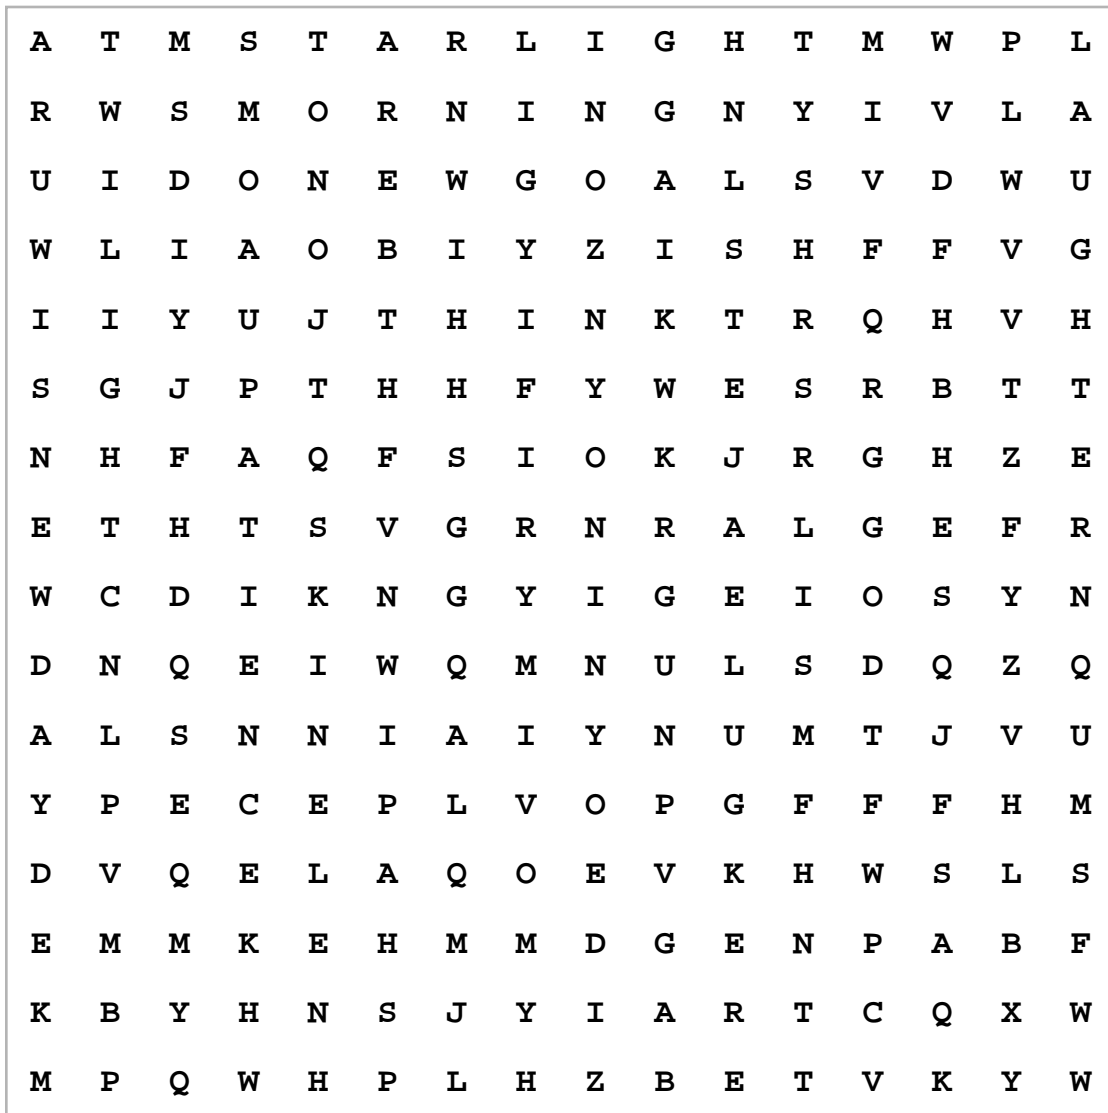 A T M S T A R L I G H T M W P L
R W S M O R N I N G N Y I V L A
U I D O N E W G O A L S V D W U
W L I A O B I Y Z I S H F F V G
I I Y U J T H I N K T R Q H V H
S G J P T H H F Y W E S R B T T
N H F A Q F S I O K J R G H Z E
E T H T S V G R N R A L G E F R
W C D I K N G Y I G E I O S Y N
D N Q E I W Q M N U L S D Q Z Q
A L S N N I A I Y N U M T J V U
Y P E C E P L V O P G F F F H M
D V Q E L A Q O E V K H W S L S
E M M K E H M M D G E N P A B F
K B Y H N S J Y I A R T C Q X W
M P Q W H P L H Z B E T V K Y W